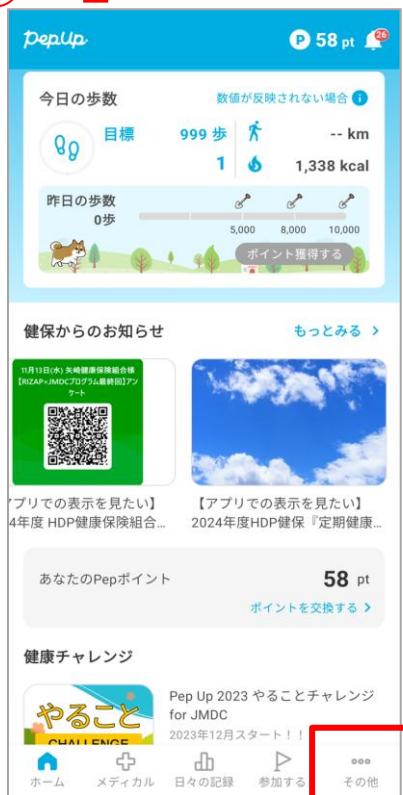 PepUp
P 58 pt 26
今日の歩数
数値が反映されない場合 i
目標 999 歩 -- km
1 1,338 kcal
昨日の歩数
0歩
5,000 8,000 10,000
ポイント獲得する
健保からのお知らせ
もっとみる >
11月13日(水) 矢崎健康保険組合様
【RIZAP×JMDCプログラム最終回】アン
ケート
プリでの表示を見たい】
4年度 HDP健康保険組合...
【アプリでの表示を見たい】
2024年度HDP健保『定期健康...
あなたのPepポイント
58 pt
ポイントを交換する >
健康チャレンジ
やること
CHALLENGE
Pep Up 2023 やることチャレンジ
for JMDC
2023年12月スタート！！
ホーム
メディカル
日々の記録
参加する
その他